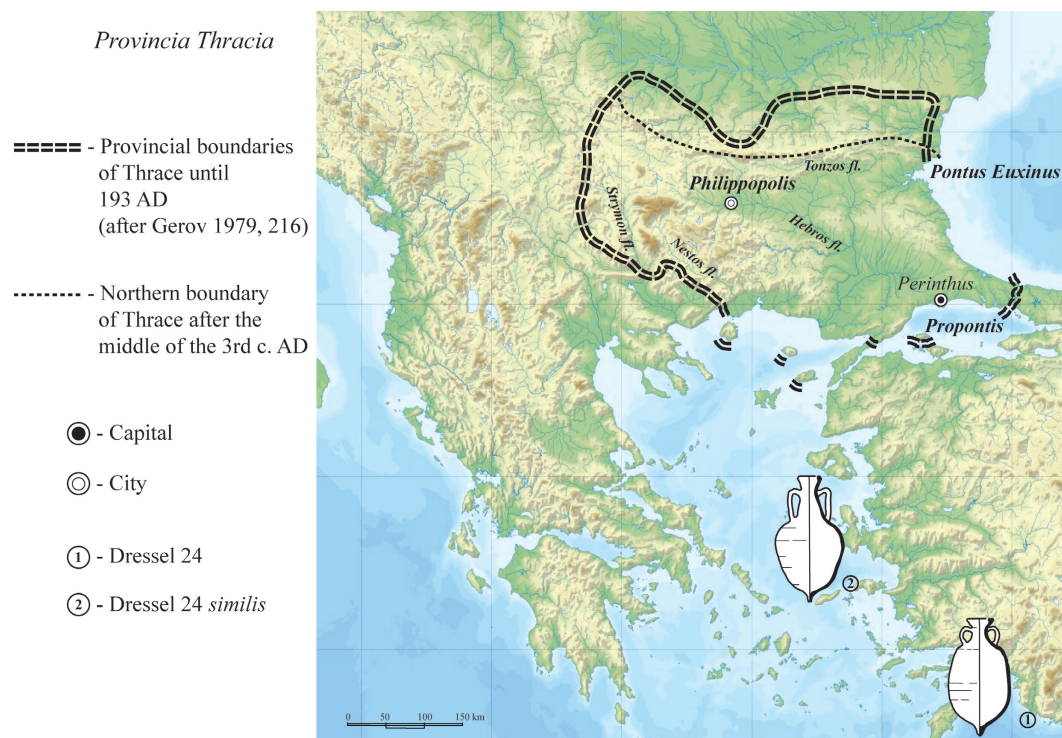 Provincia Thracia
- Provincial boundaries
of Thrace until
193 AD
(after Gerov 1979, 216)
- Northern boundary
of Thrace after the
middle of the 3rd c. AD
- Capital
- City
1 - Dressel 24
2 - Dressel 24 similis
Tonzos fl.
Pontus Euxinus
Philippopolis
Strymon fl.
Hebros fl.
Nestos fl.
Perinthus
Propontis
2
1
0 50 100 150 km